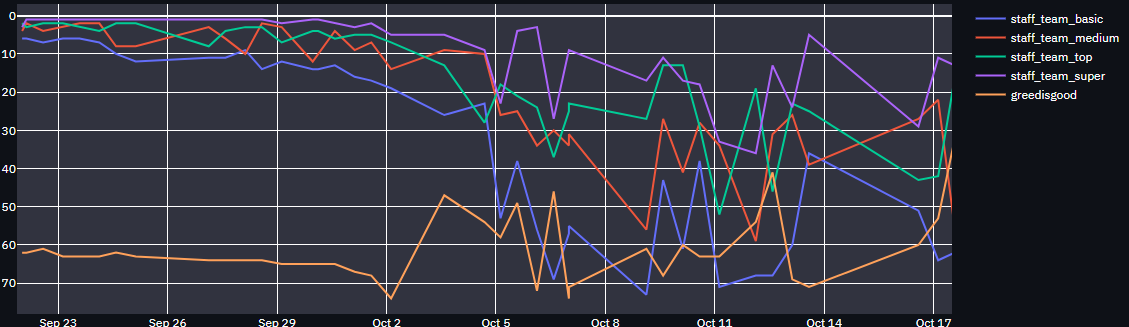 0
10
20
30
40
50
60
70
Sep 23
Sep 26
Sep 29
Oct 2
Oct 5
Oct 8
Oct 11
Oct 14
Oct 17
staff_team_basic
staff_team_medium
staff_team_top
staff_team_super
greedisgood